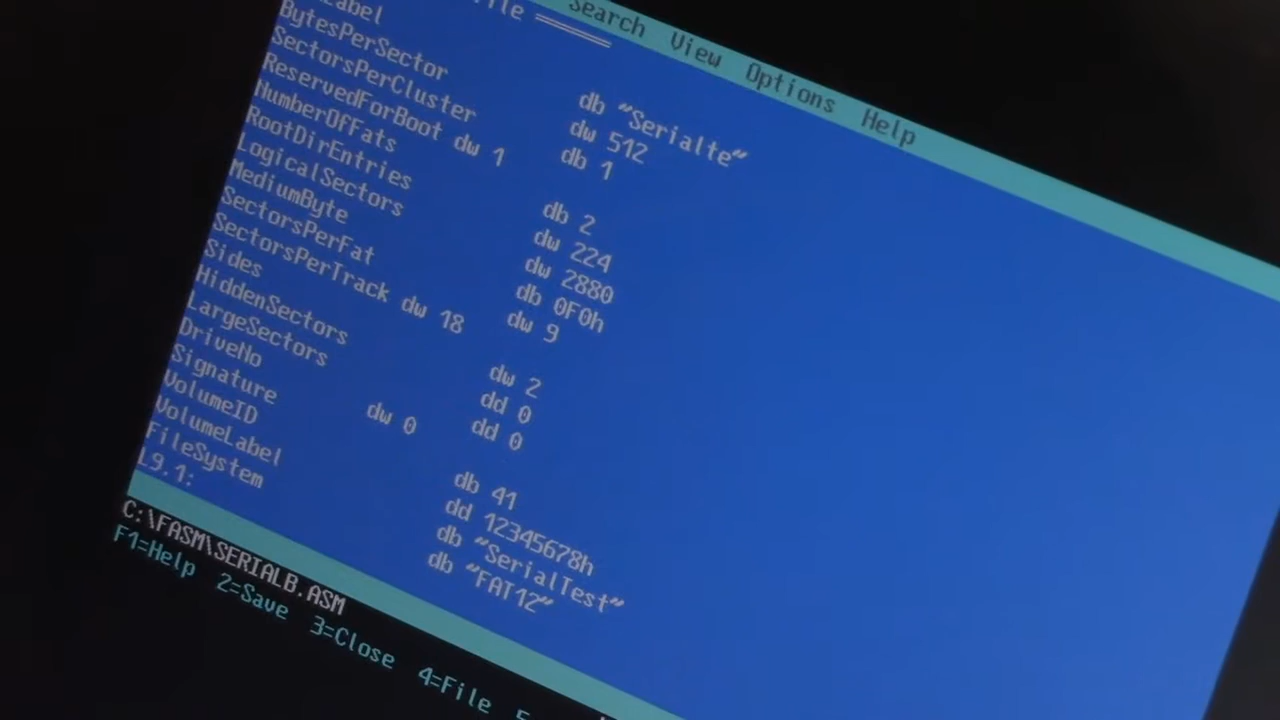 Search View Options Help
Label db "Serialte"
BytesPerSector dw 512
SectorsPerCluster db 1
ReservedForBoot dw 1
NumberOfFats db 2
RootDirEntries dw 224
LogicalSectors dw 2880
MediumByte db 0F0h
SectorsPerFat dw 9
SectorsPerTrack dw 18
Sides dw 2
HiddenSectors dd 0
LargeSectors dd 0
DriveNo dw 0
Signature db 41
VolumeID dd 12345678h
VolumeLabel db "SerialTest"
FileSystem db "FAT12"
L9.1:
C:\FASM\SERIALB.ASM
F1=Help 2=Save 3=Close 4=File